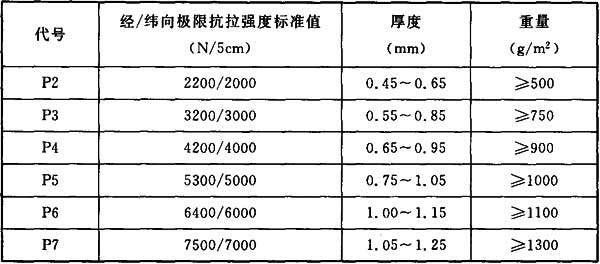 代号 经/纬向极限抗拉强度标准值 (N/5cm) 厚度 (mm) 重量 (g/m²)
P2 2200/2000 0.45～0.65 ≥500
P3 3200/3000 0.55～0.85 ≥750
P4 4200/4000 0.65～0.95 ≥900
P5 5300/5000 0.75～1.05 ≥1000
P6 6400/6000 1.00～1.15 ≥1100
P7 7500/7000 1.05～1.25 ≥1300